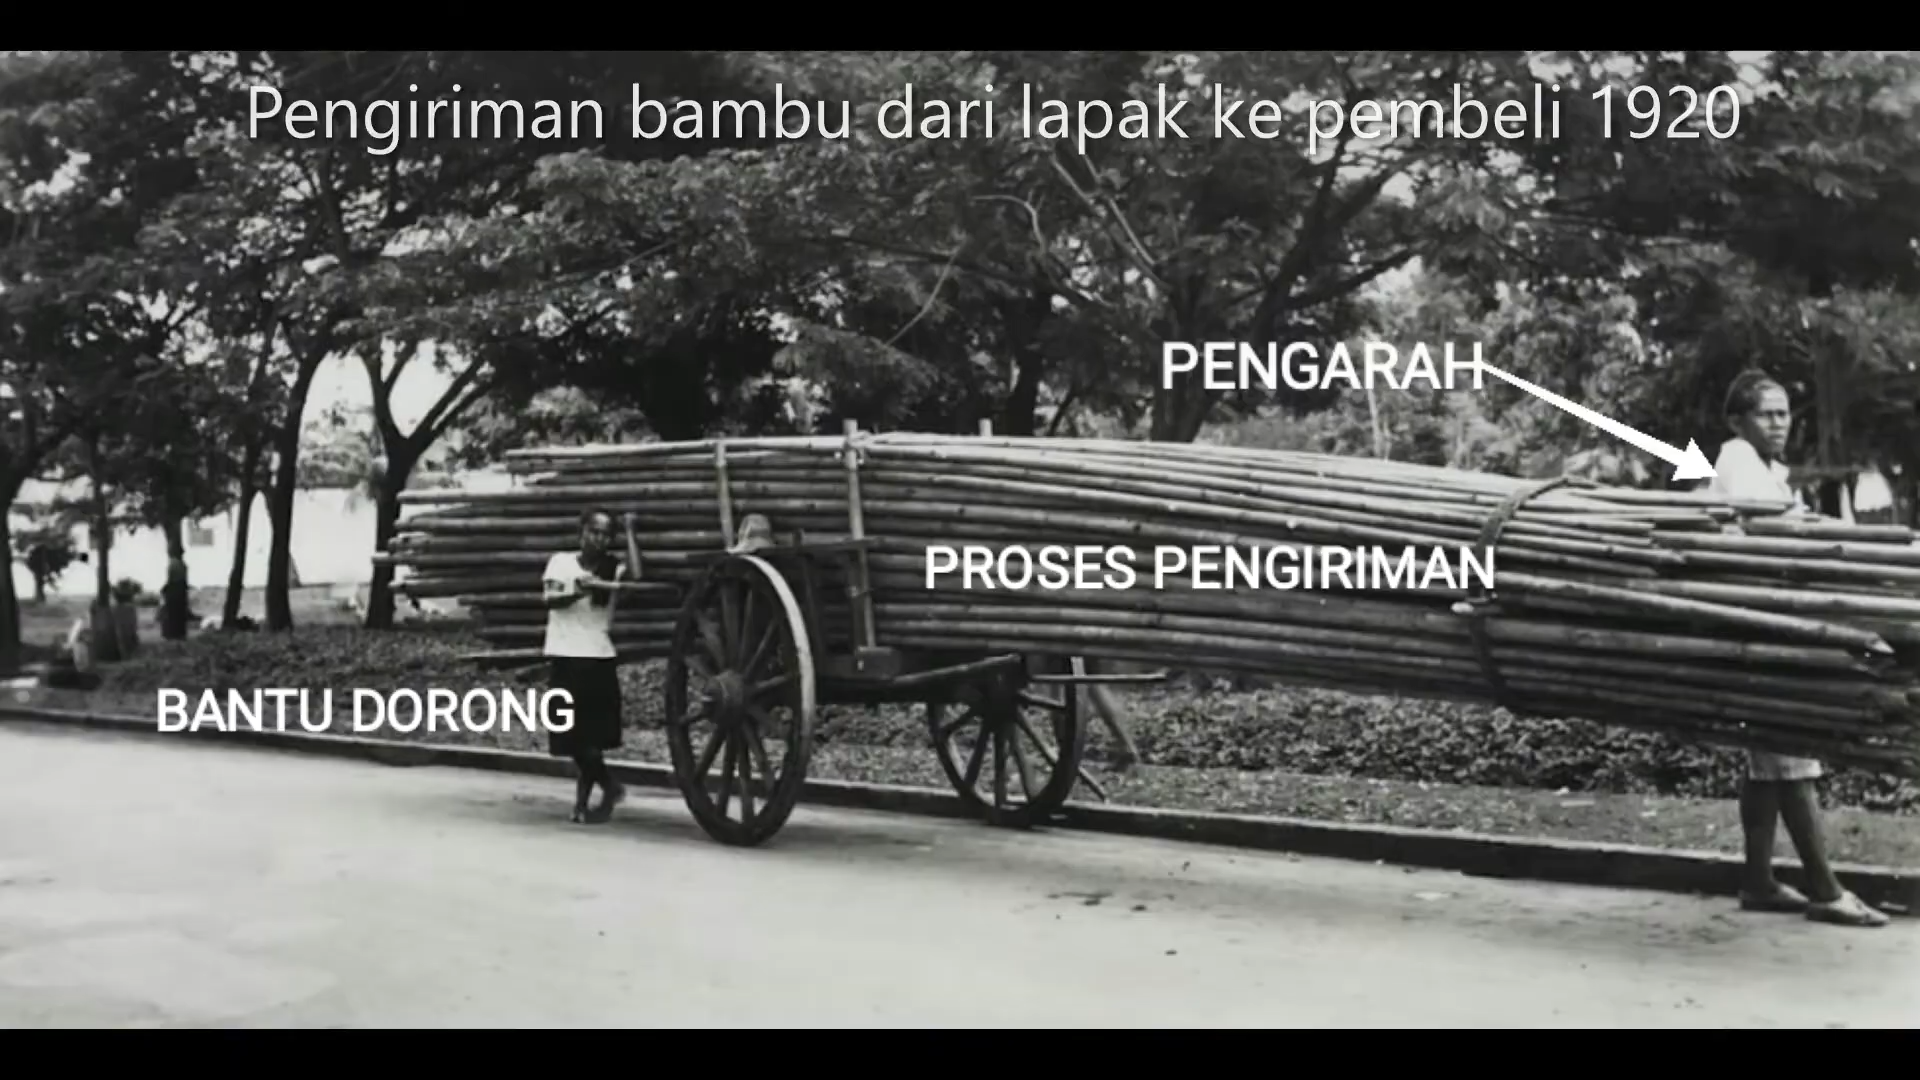 Pengiriman bambu dari lapak ke pembeli 1920
PENGARAH
PROSES PENGIRIMAN
BANTU DORONG